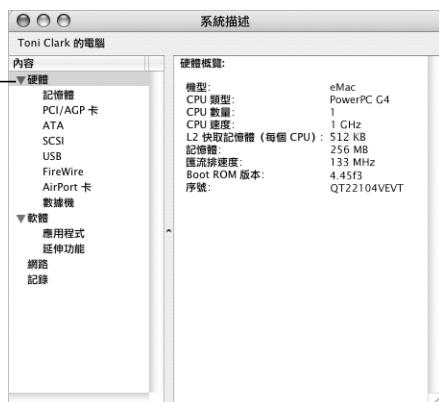 系統描述
Toni Clark 的電腦
內容
硬體
記憶體
PCI/AGP 卡
ATA
SCSI
USB
FireWire
AirPort 卡
數據機
軟體
應用程式
延伸功能
網路
記錄
硬體概覽:
機型: eMac
CPU 類型: PowerPC G4
CPU 數量: 1
CPU 速度: 1 GHz
L2 快取記憶體（每個 CPU）: 512 KB
記憶體: 256 MB
匯流排速度: 133 MHz
Boot ROM 版本: 4.45f3
序號: QT22104VEVT